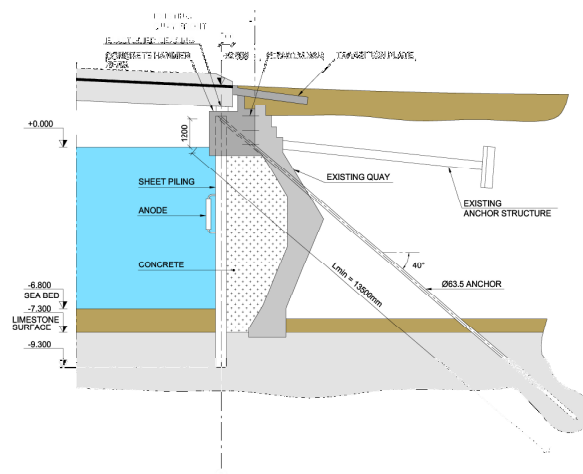 TRANSITION PLATE
CONCRETE HAMMER
+0.000
1200
EXISTING QUAY
SHEET PILING
EXISTING
ANCHOR STRUCTURE
ANODE
40°
CONCRETE
Lmin = 13500mm
Ø63.5 ANCHOR
-6.800
SEA BED
-7.300
LIMESTONE
SURFACE
-9.300